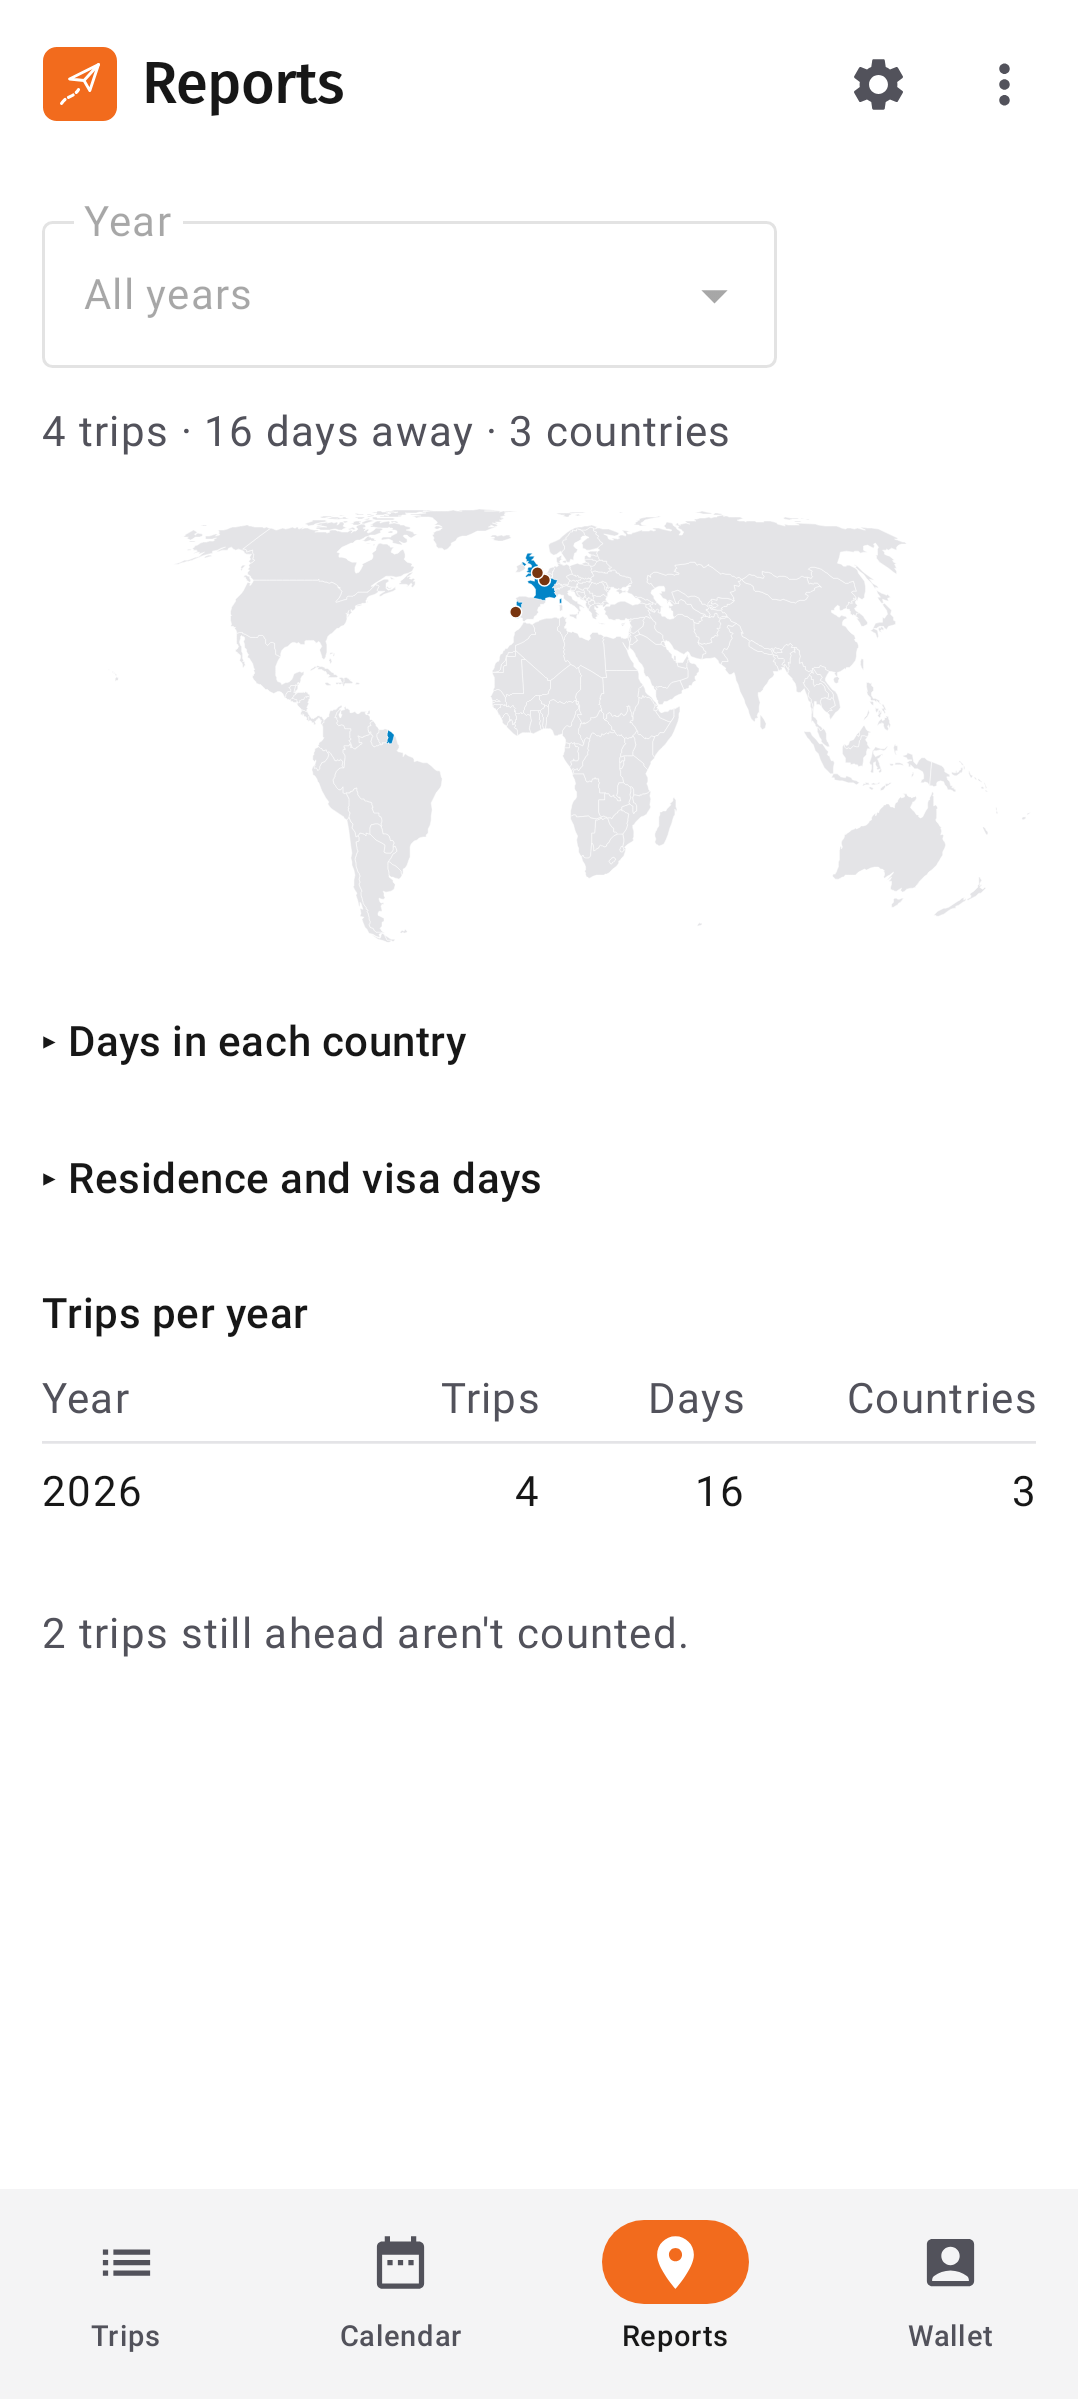 Reports
Year
All years
4 trips · 16 days away · 3 countries
▸ Days in each country
▸ Residence and visa days
Trips per year
Year Trips Days Countries
2026 4 16 3
2 trips still ahead aren't counted.
Trips Calendar Reports Wallet